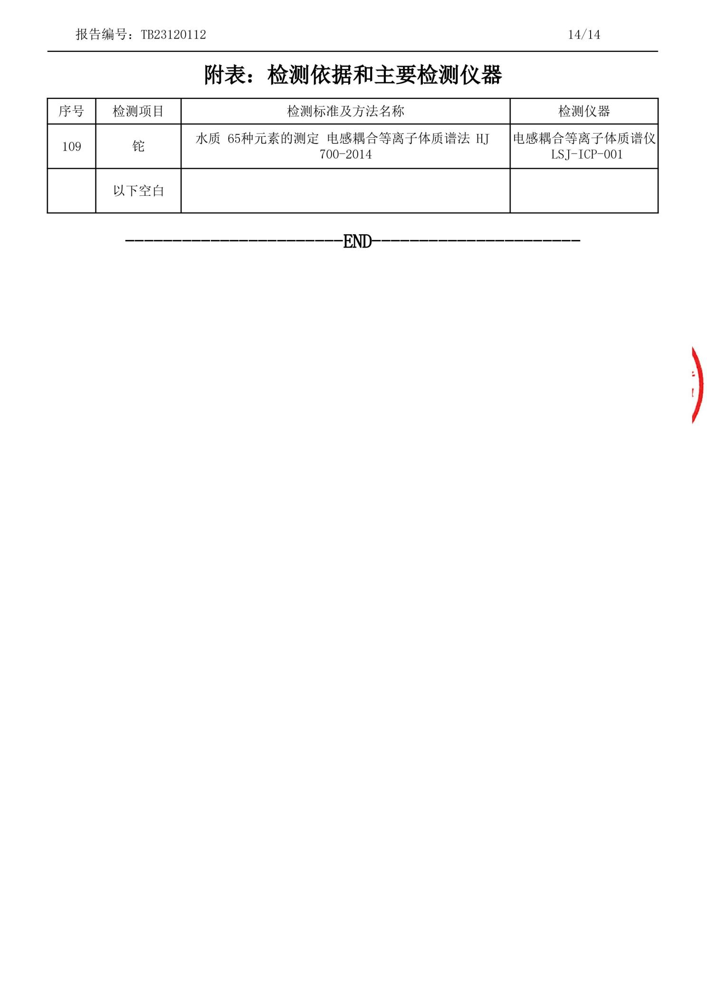 报告编号：TB23120112 14/14
附表：检测依据和主要检测仪器
序号 检测项目 检测标准及方法名称 检测仪器
109 铊 水质 65种元素的测定 电感耦合等离子体质谱法 HJ
700-2014 电感耦合等离子体质谱仪
LSJ-ICP-001
以下空白
-----------------------END----------------------